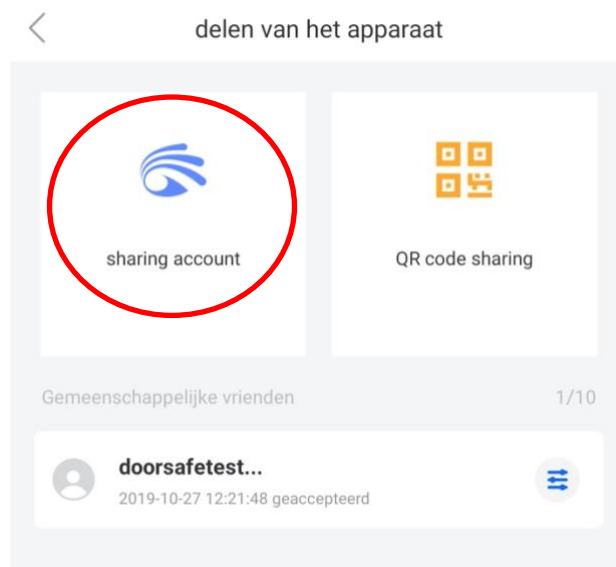 delen van het apparaat
sharing account
QR code sharing
Gemeenschappelijke vrienden 1/10
doorsafetest...
2019-10-27 12:21:48 geaccepteerd